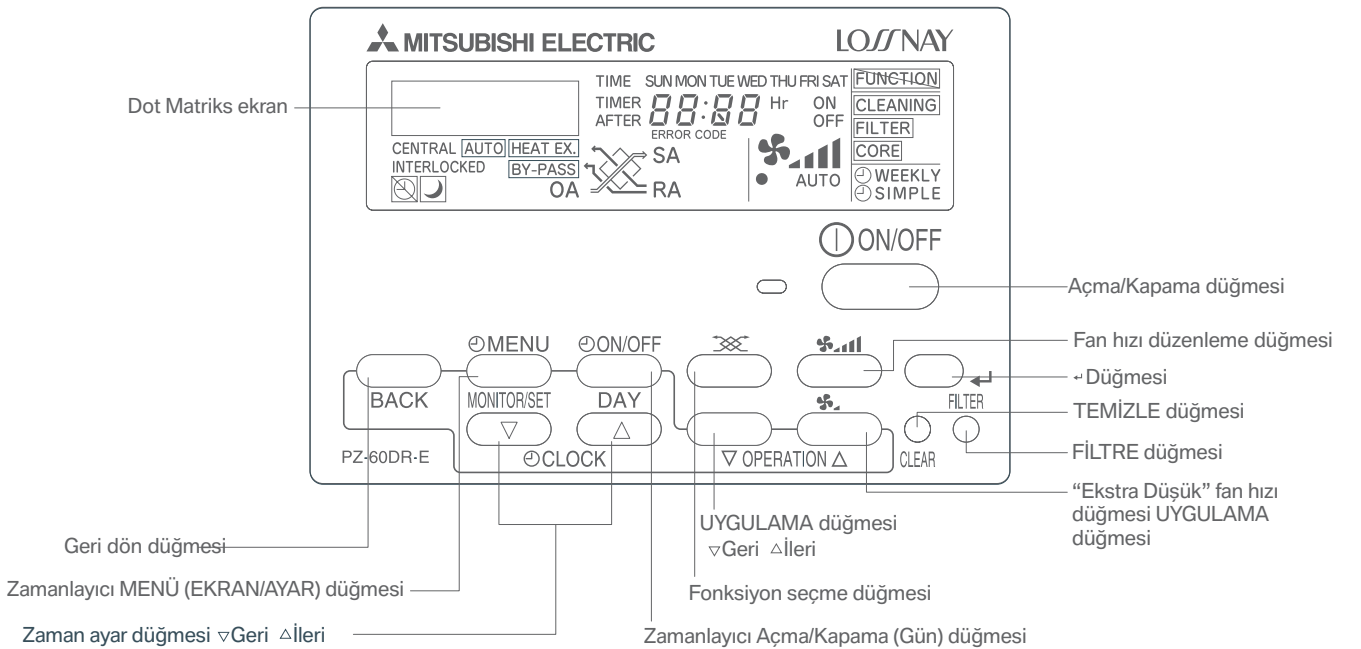 MITSUBISHI ELECTRIC
LOSSNAY
TIME SUN MON TUE WED THU FRI SAT FUNCTION
Dot Matriks ekran
TIMER 88:88 Hr ON CLEANING
AFTER OFF
ERROR CODE
FILTER
CENTRAL AUTO HEAT EX. SA CORE
INTERLOCKED BY-PASS
AUTO WEEKLY
OA RA SIMPLE
ON/OFF
Açma/Kapama düğmesi
MENU ON/OFF
Fan hızı düzenleme düğmesi
↵Düğmesi
BACK MONITOR/SET DAY FILTER
TEMİZLE düğmesi
▽ △
PZ-60DR-E CLOCK ▽ OPERATION △ CLEAR
FİLTRE düğmesi
“Ekstra Düşük” fan hızı
düğmesi UYGULAMA
düğmesi
UYGULAMA düğmesi
▽Geri △İleri
Geri dön düğmesi
Zamanlayıcı MENÜ (EKRAN/AYAR) düğmesi
Fonksiyon seçme düğmesi
Zaman ayar düğmesi ▽Geri △İleri
Zamanlayıcı Açma/Kapama (Gün) düğmesi